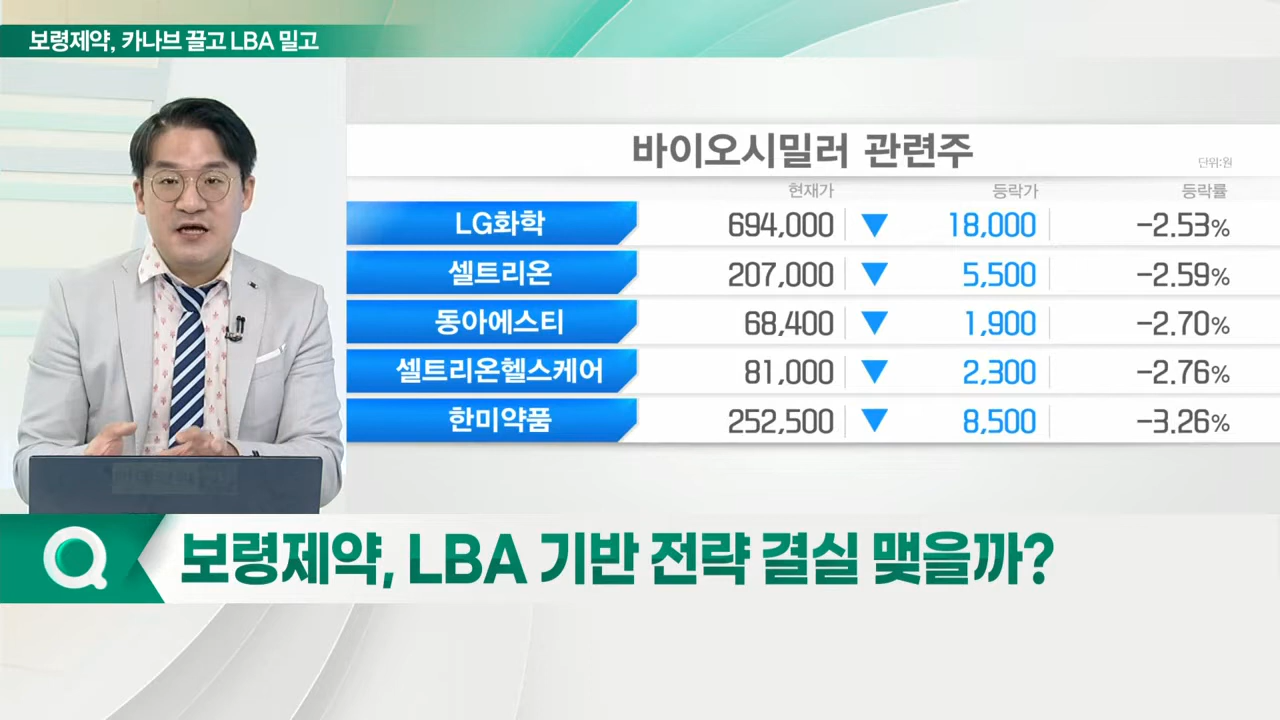 보령제약, 카나브 끌고 LBA 밀고
바이오시밀러 관련주
단위:원
현재가 등락가 등락률
LG화학 694,000 ▼ 18,000 -2.53%
셀트리온 207,000 ▼ 5,500 -2.59%
동아에스티 68,400 ▼ 1,900 -2.70%
셀트리온헬스케어 81,000 ▼ 2,300 -2.76%
한미약품 252,500 ▼ 8,500 -3.26%
Q 보령제약, LBA 기반 전략 결실 맺을까?